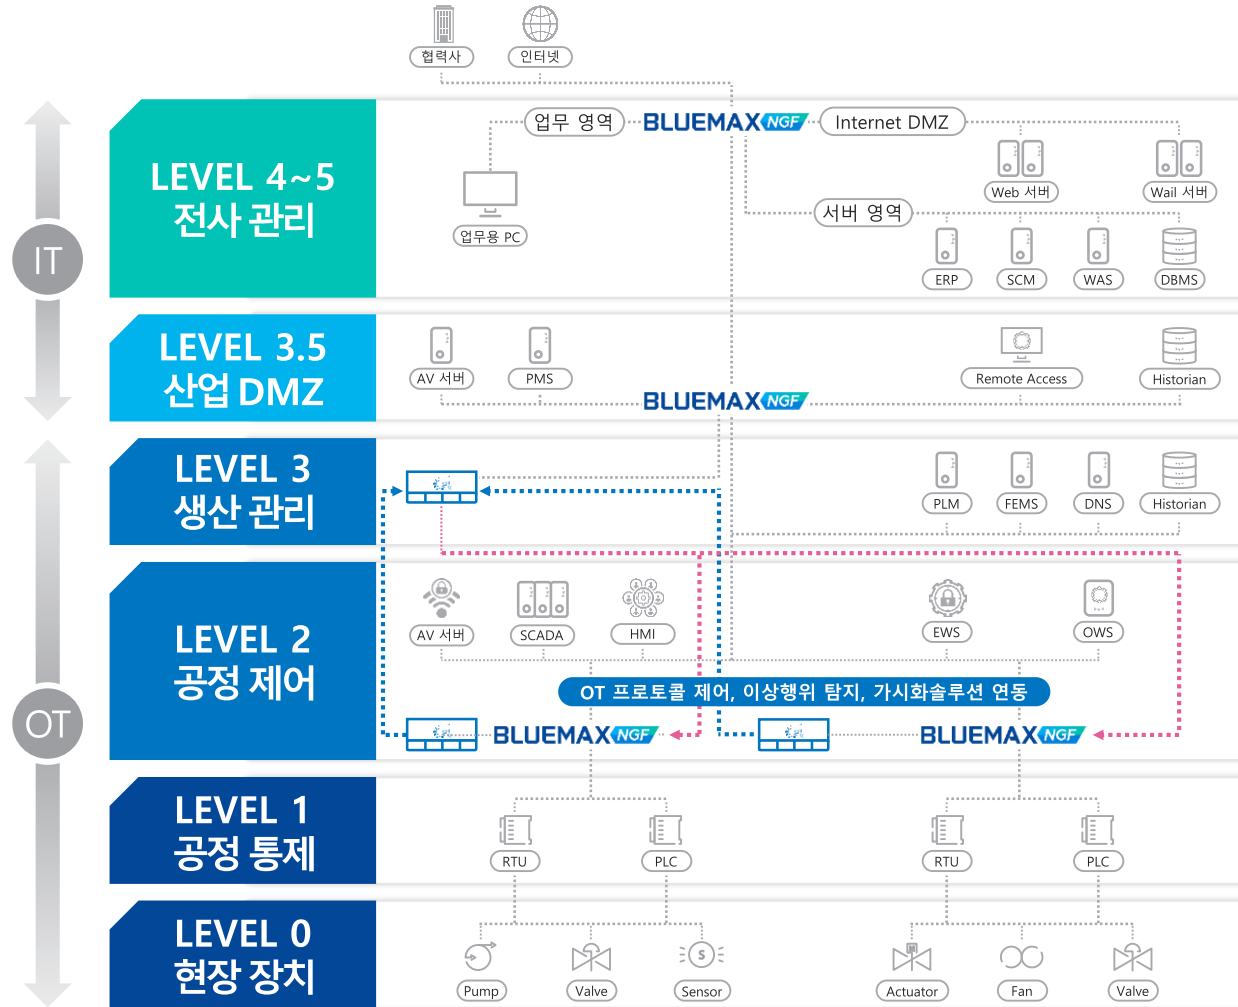 협력사
인터넷
업무 영역
BLUEMAX NGF
Internet DMZ
LEVEL 4~5
전사 관리
업무용 PC
Web 서버
Wail 서버
서버 영역
ERP
SCM
WAS
DBMS
IT
LEVEL 3.5
산업 DMZ
AV 서버
PMS
BLUEMAX NGF
Remote Access
Historian
LEVEL 3
생산 관리
PLM
FEMS
DNS
Historian
LEVEL 2
공정 제어
AV 서버
SCADA
HMI
EWS
OWS
OT 프로토콜 제어, 이상행위 탐지, 가시화솔루션 연동
BLUEMAX NGF
BLUEMAX NGF
OT
LEVEL 1
공정 통제
RTU
PLC
RTU
PLC
LEVEL 0
현장 장치
S
Pump
Valve
Sensor
M
Actuator
Fan
Valve